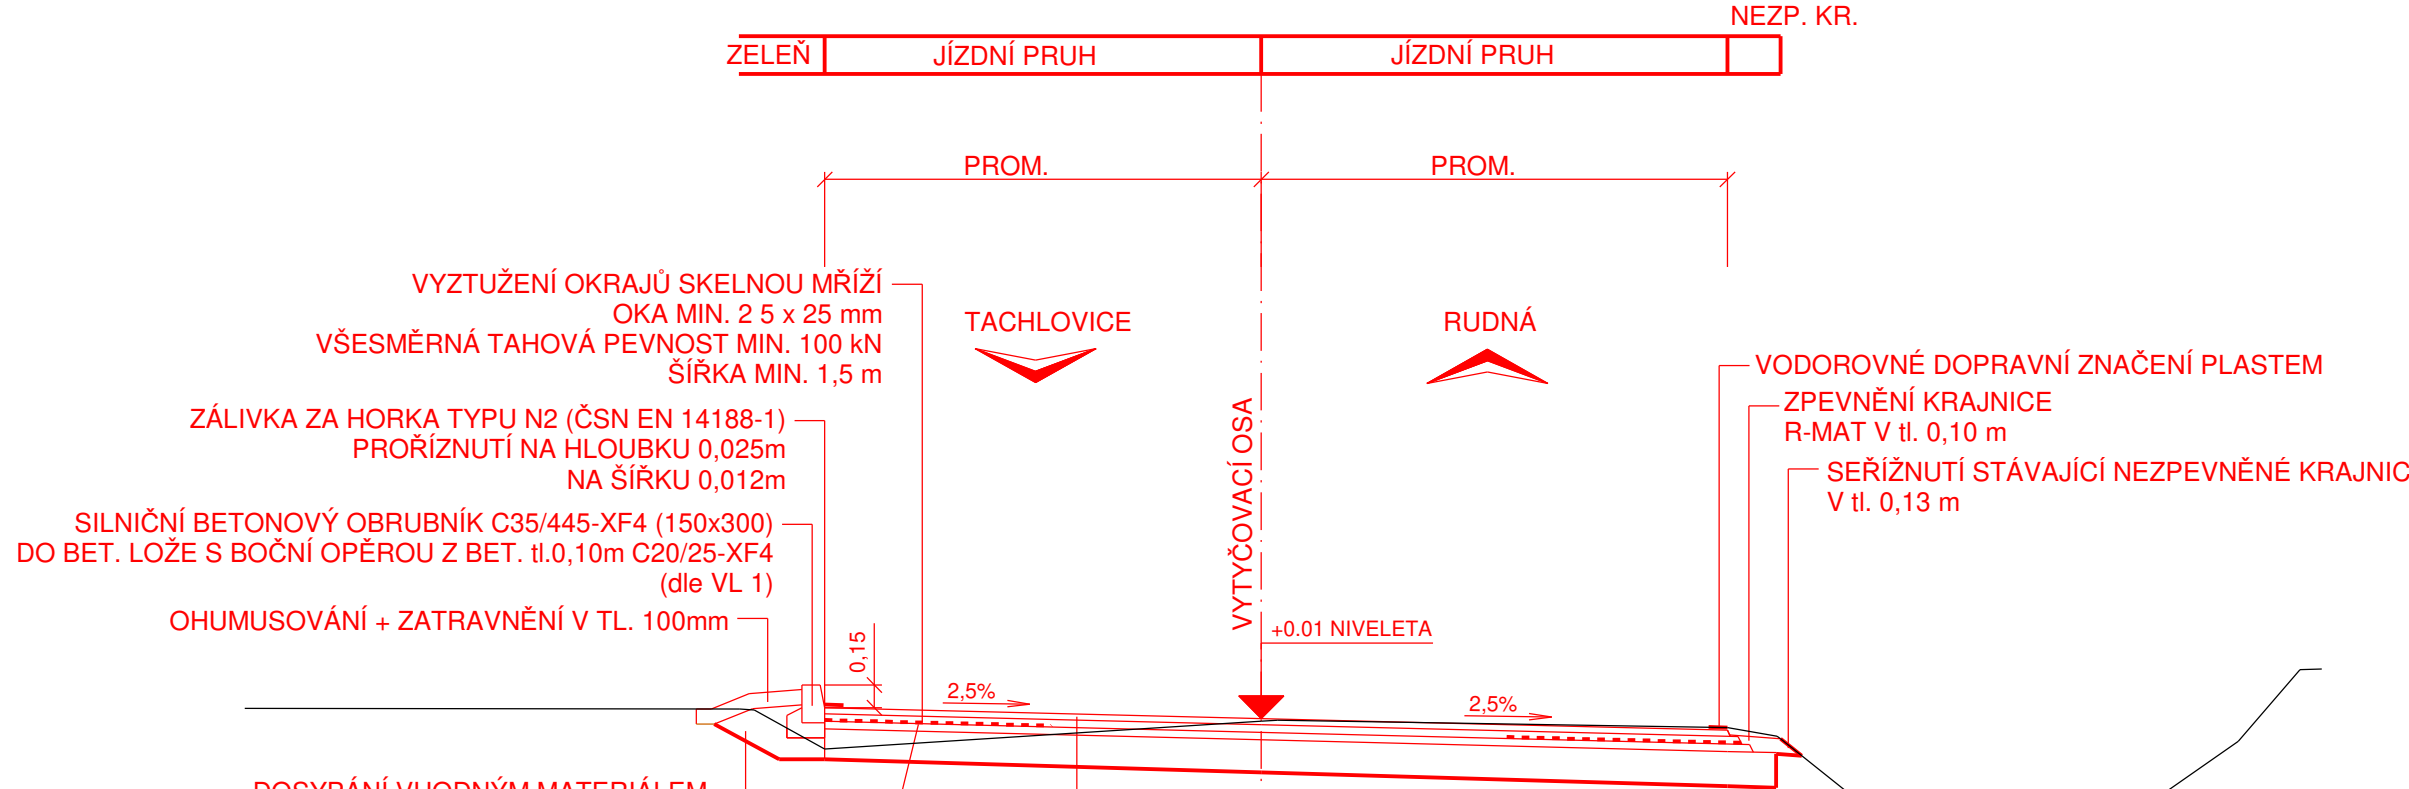 NEZP. KR.
ZELEŇ
JÍZDNÍ PRUH
JÍZDNÍ PRUH
PROM.
PROM.
VYZTUŽENÍ OKRAJŮ SKELNOU MŘÍŽÍ
OKA MIN. 2 5 x 25 mm
VŠESMĚRNÁ TAHOVÁ PEVNOST MIN. 100 kN
ŠÍŘKA MIN. 1,5 m
TACHLOVICE
RUDNÁ
VODOROVNÉ DOPRAVNÍ ZNAČENÍ PLASTEM
ZPEVNĚNÍ KRAJNICE
R-MAT V tl. 0,10 m
ZÁLIVKA ZA HORKA TYPU N2 (ČSN EN 14188-1)
PROŘÍZNUTÍ NA HLOUBKU 0,025m
NA ŠÍŘKU 0,012m
SEŘÍŽNUTÍ STÁVAJÍCÍ NEZPEVNĚNÉ KRAJNIC
V tl. 0,13 m
VYTYČOVACÍ OSA
SILNIČNÍ BETONOVÝ OBRUBNÍK C35/445-XF4 (150x300)
DO BET. LOŽE S BOČNÍ OPĚROU Z BET. tl.0,10m C20/25-XF4
(dle VL 1)
OHUMUSOVÁNÍ + ZATRAVNĚNÍ V TL. 100mm
0,15
+0.01 NIVELETA
2,5%
2,5%
DOSYPÁNÍ VHODNÝM MATERIÁLEM